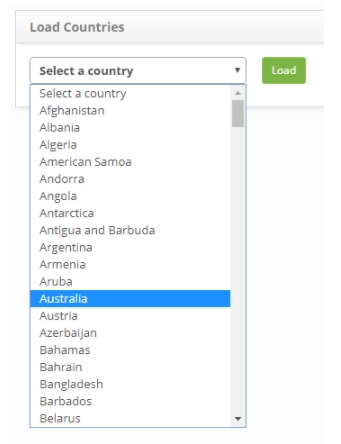 Load Countries
Select a country Load
Select a country
Afghanistan
Albania
Algeria
American Samoa
Andorra
Angola
Antarctica
Antigua and Barbuda
Argentina
Armenia
Aruba
Australia
Austria
Azerbaijan
Bahamas
Bahrain
Bangladesh
Barbados
Belarus